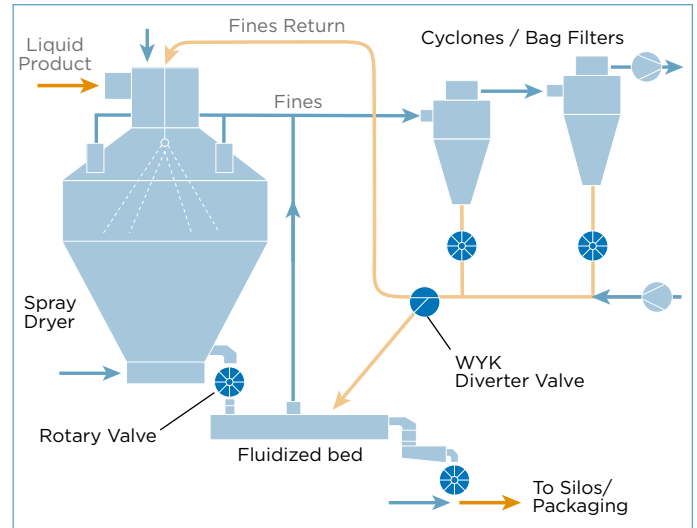 Fines Return
Cyclones / Bag Filters
Liquid
Product
Fines
Spray
Dryer
WYK
Diverter Valve
Rotary Valve
Fluidized bed
To Silos/
Packaging